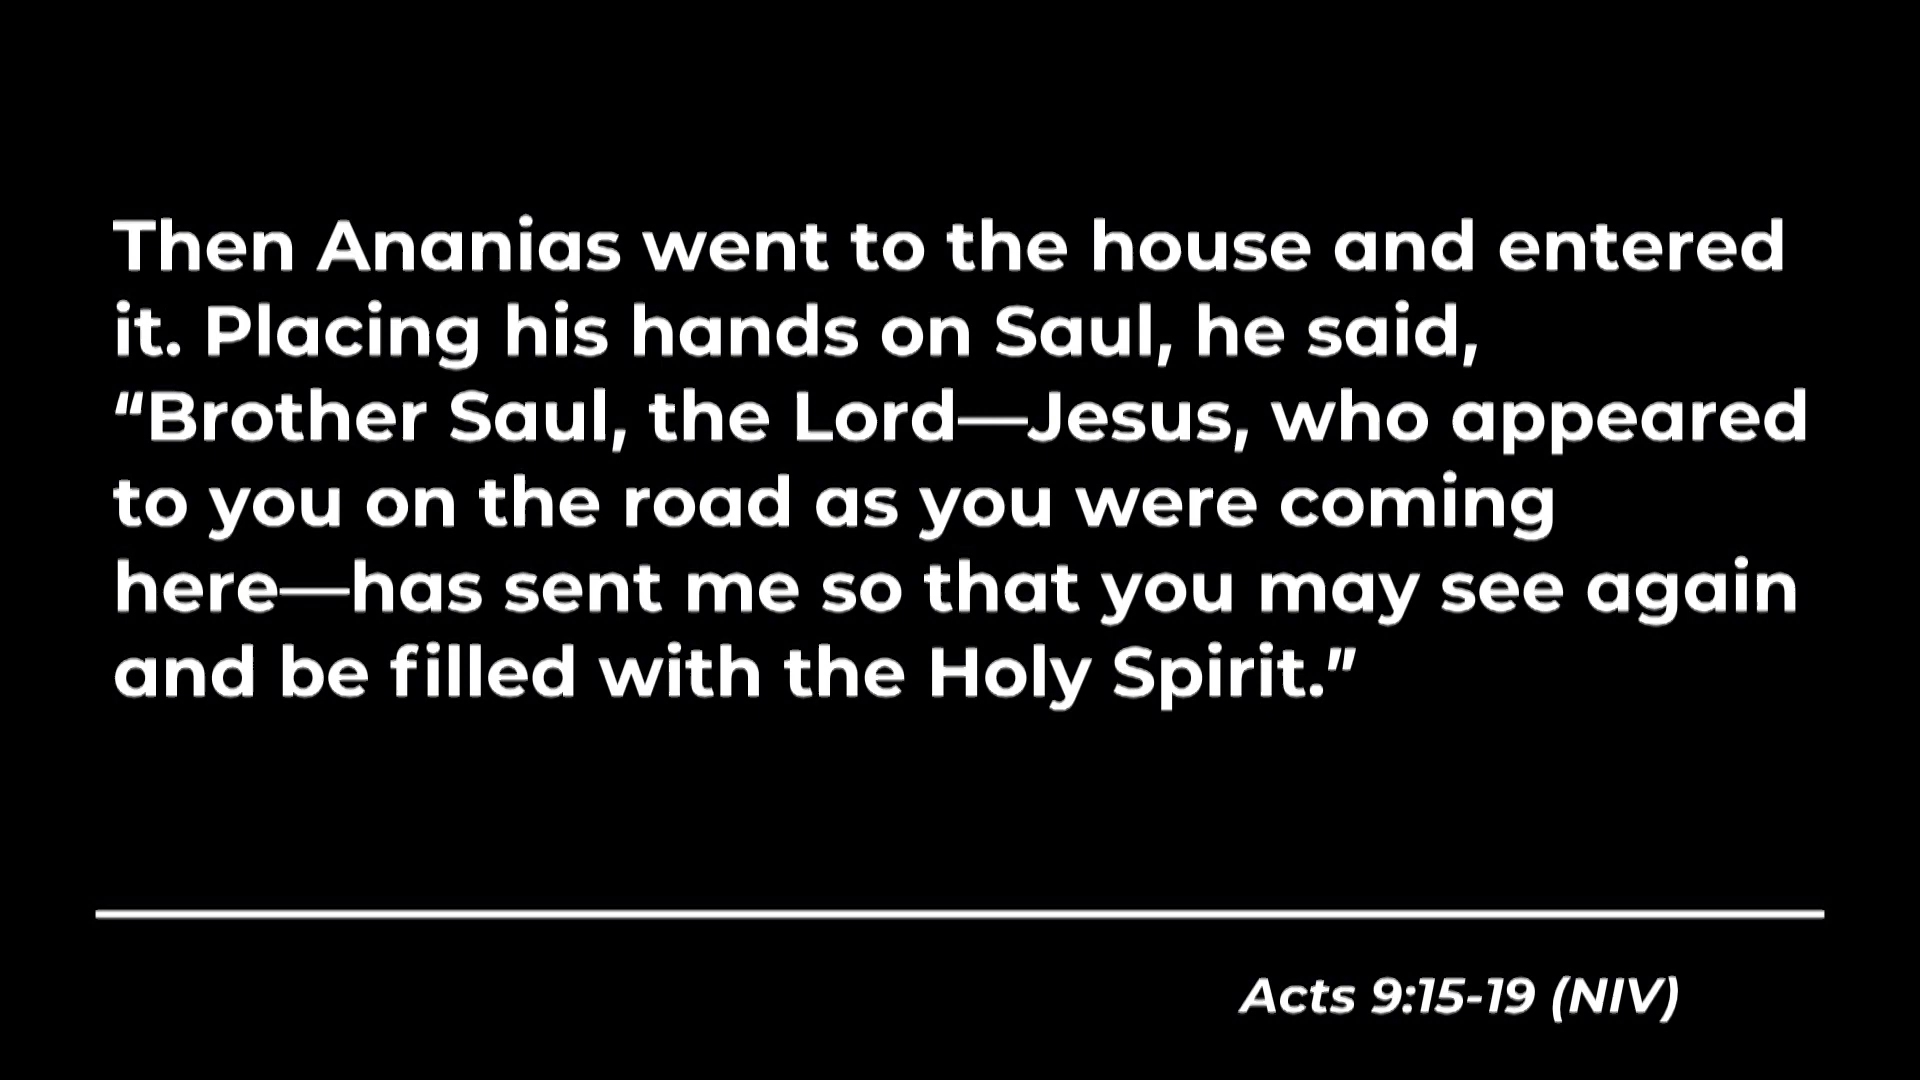 Then Ananias went to the house and entered
it. Placing his hands on Saul, he said,
“Brother Saul, the Lord—Jesus, who appeared
to you on the road as you were coming
here—has sent me so that you may see again
and be filled with the Holy Spirit.”
Acts 9:15-19 (NIV)